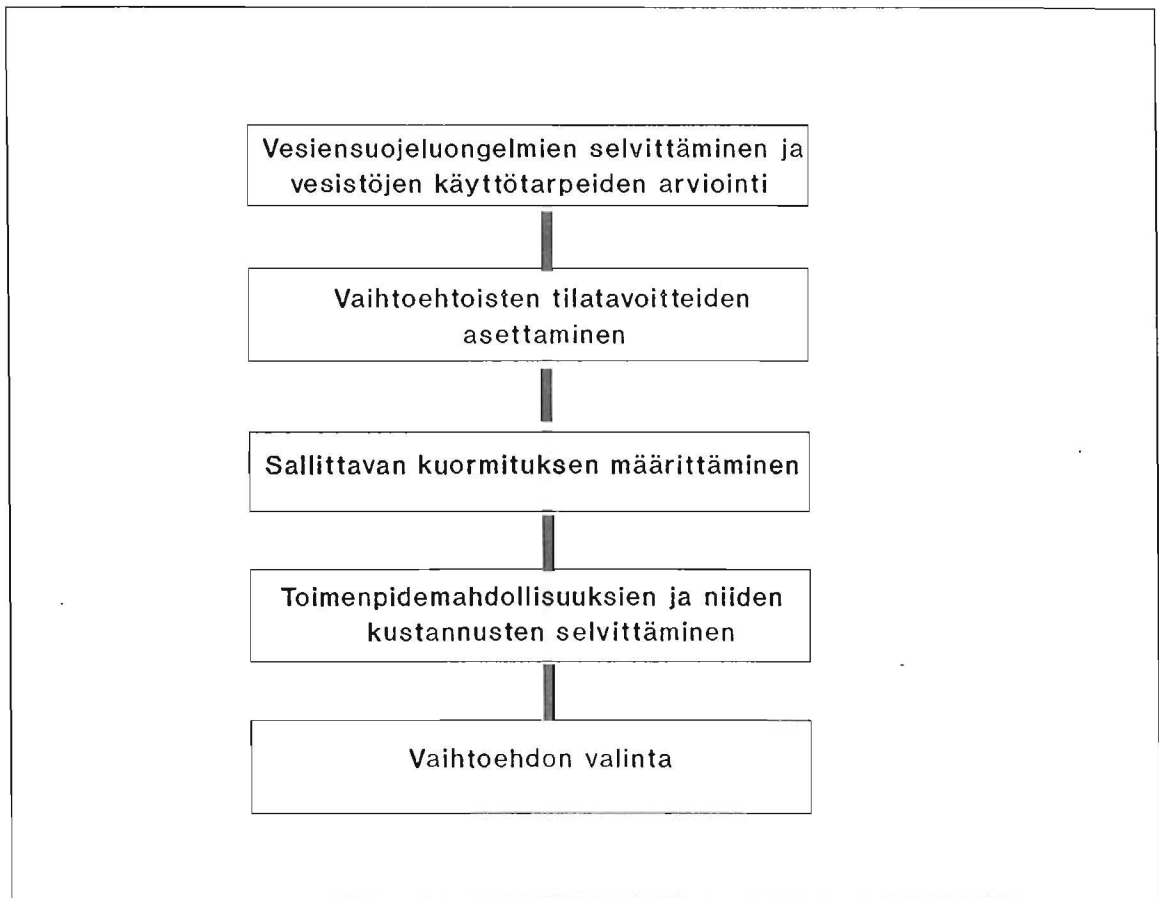 Vesiensuojeluongelmien selvittäminen ja
vesistöjen käyttötarpeiden arviointi
Vaihtoehtoisten tilatavoitteiden
asettaminen
Sallittavan kuormituksen määrittäminen
Toimenpidemahdollisuuksien ja niiden
kustannusten selvittäminen
Vaihtoehdon valinta